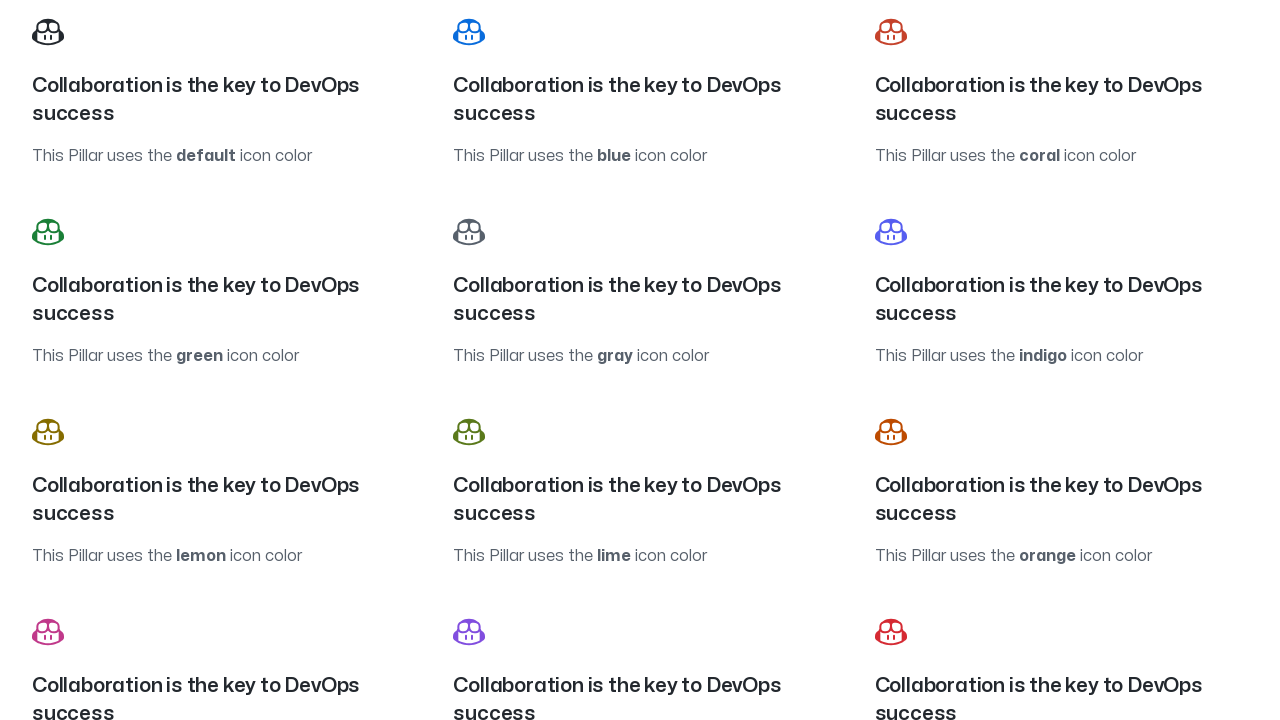 Collaboration is the key to DevOps
success
This Pillar uses the default icon color
Collaboration is the key to DevOps
success
This Pillar uses the blue icon color
Collaboration is the key to DevOps
success
This Pillar uses the coral icon color
Collaboration is the key to DevOps
success
This Pillar uses the green icon color
Collaboration is the key to DevOps
success
This Pillar uses the gray icon color
Collaboration is the key to DevOps
success
This Pillar uses the indigo icon color
Collaboration is the key to DevOps
success
This Pillar uses the lemon icon color
Collaboration is the key to DevOps
success
This Pillar uses the lime icon color
Collaboration is the key to DevOps
success
This Pillar uses the orange icon color
Collaboration is the key to DevOps
success
Collaboration is the key to DevOps
success
Collaboration is the key to DevOps
success